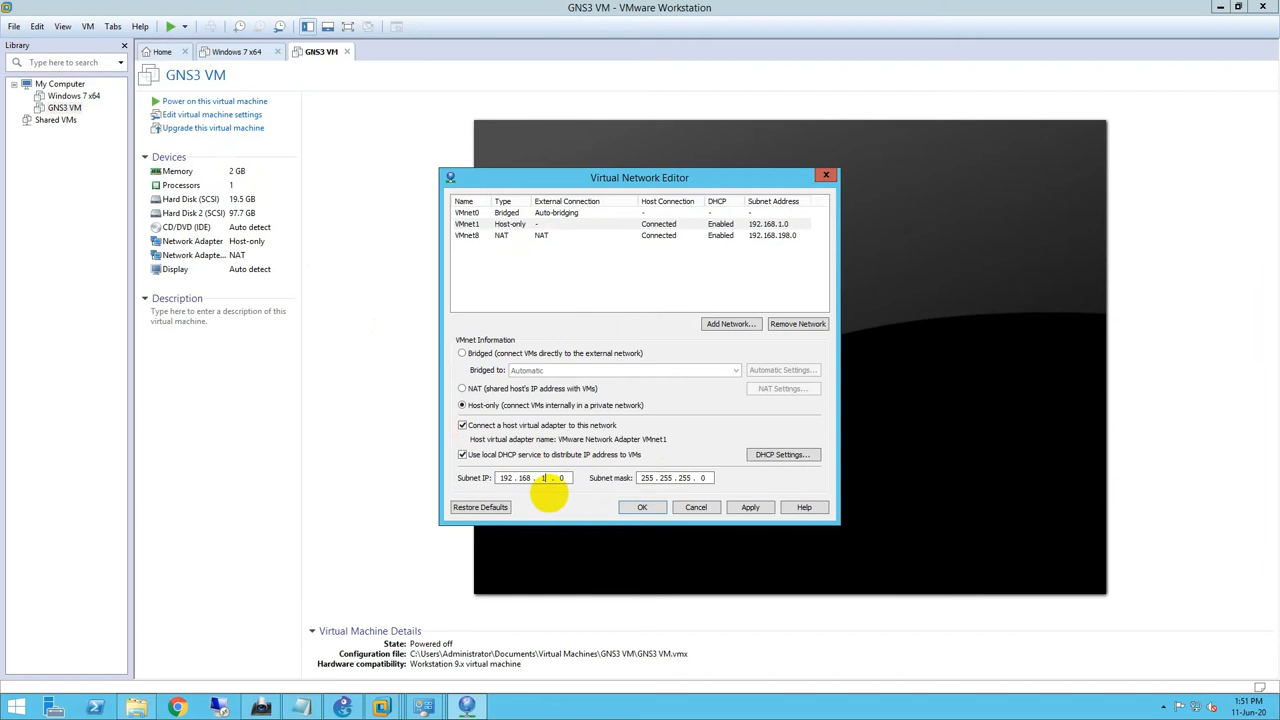 GNS3 VM - VMware Workstation
File Edit View VM Tabs Help
Library
Home
Windows 7 x64
GNS3 VM
Type here to search
My Computer
Windows 7 x64
GNS3 VM
Shared VMs
GNS3 VM
Power on this virtual machine
Edit virtual machine settings
Upgrade this virtual machine
Devices
Memory 2 GB
Processors 1
Hard Disk (SCSI) 19.5 GB
Hard Disk 2 (SCSI) 97.7 GB
CD/DVD (IDE) Auto detect
Network Adapter Host-only
Network Adapte... NAT
Display Auto detect
Description
Type here to enter a description of this
virtual machine.
Virtual Network Editor
Name Type External Connection Host Connection DHCP Subnet Address
VMnet0 Bridged Auto-bridging - - -
VMnet1 Host-only - Connected Enabled 192.168.1.0
VMnet8 NAT NAT Connected Enabled 192.168.198.0
Add Network... Remove Network
VMnet Information
Bridged (connect VMs directly to the external network)
Bridged to: Automatic Automatic Settings...
NAT (shared host's IP address with VMs) NAT Settings...
Host-only (connect VMs internally in a private network)
Connect a host virtual adapter to this network
Host virtual adapter name: VMware Network Adapter VMnet1
Use local DHCP service to distribute IP address to VMs DHCP Settings...
Subnet IP: 192 . 168 . 1 . 0 Subnet mask: 255 . 255 . 255 . 0
Restore Defaults OK Cancel Apply Help
Virtual Machine Details
State: Powered off
Configuration file: C:\Users\Administrator\Documents\Virtual Machines\GNS3 VM\GNS3 VM.vmx
Hardware compatibility: Workstation 9.x virtual machine
1:51 PM
11-Jun-20